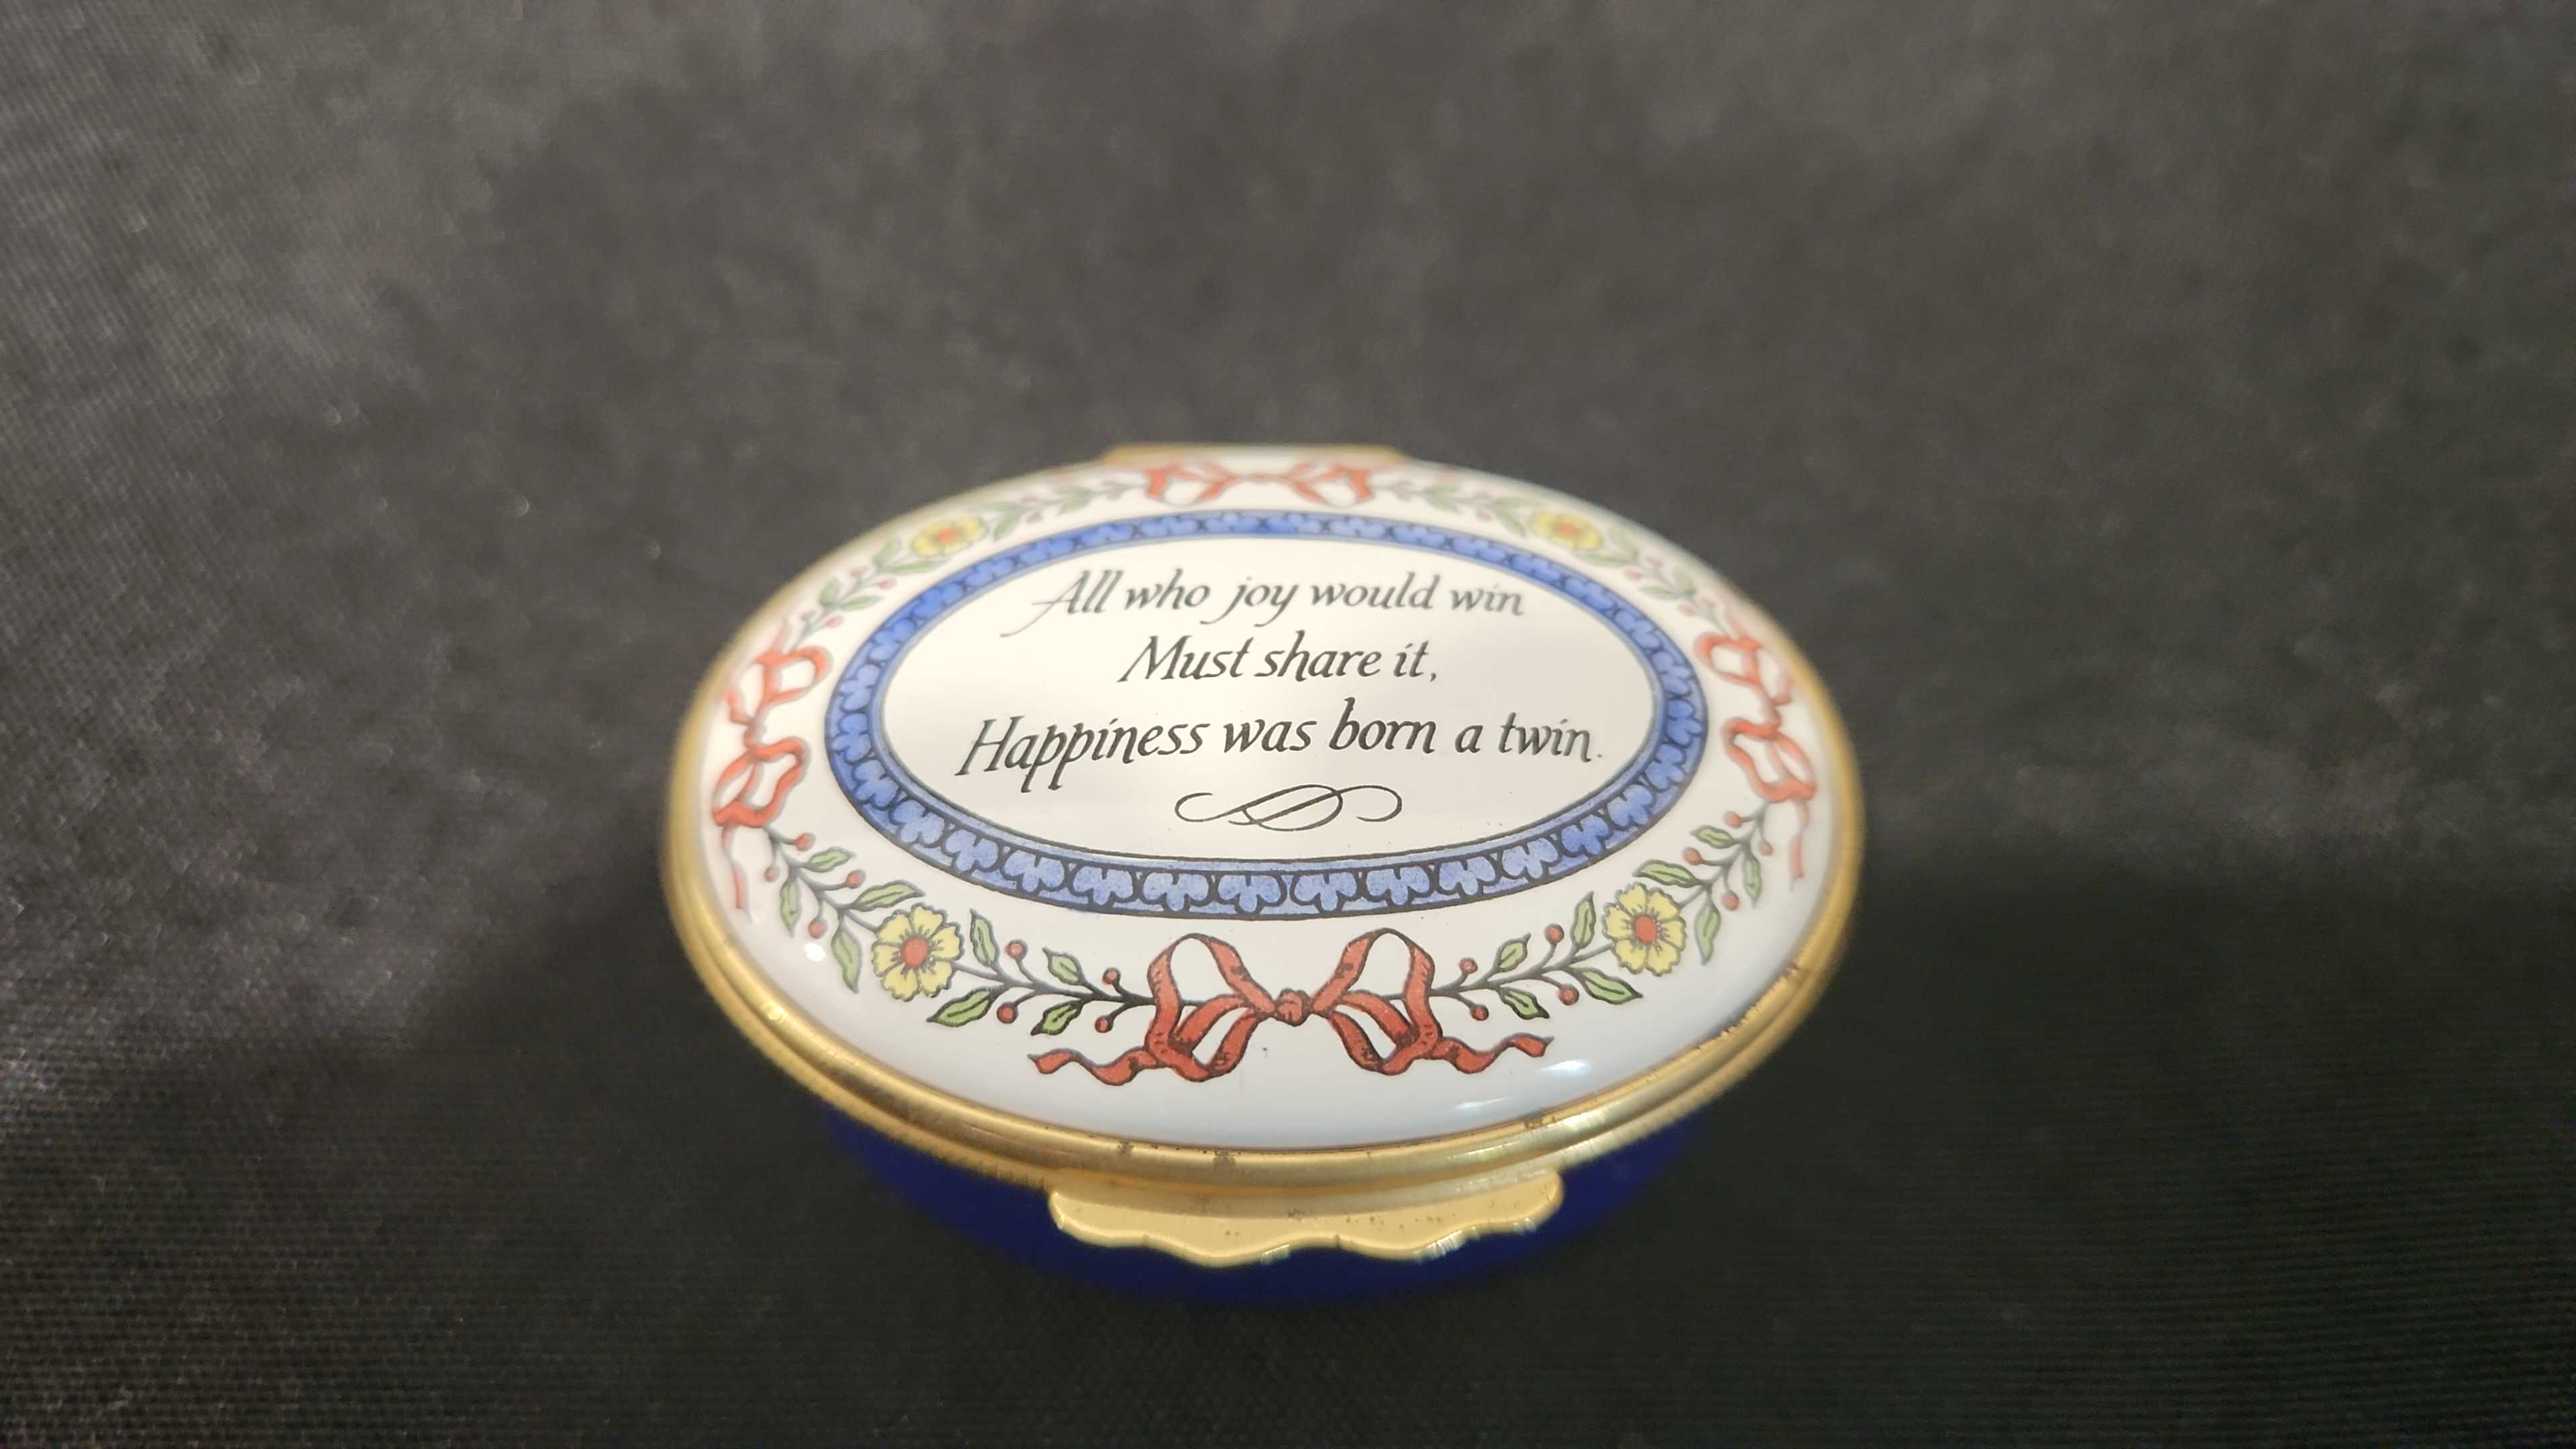 All who joy would win
Must share it,
Happiness was born a twin.